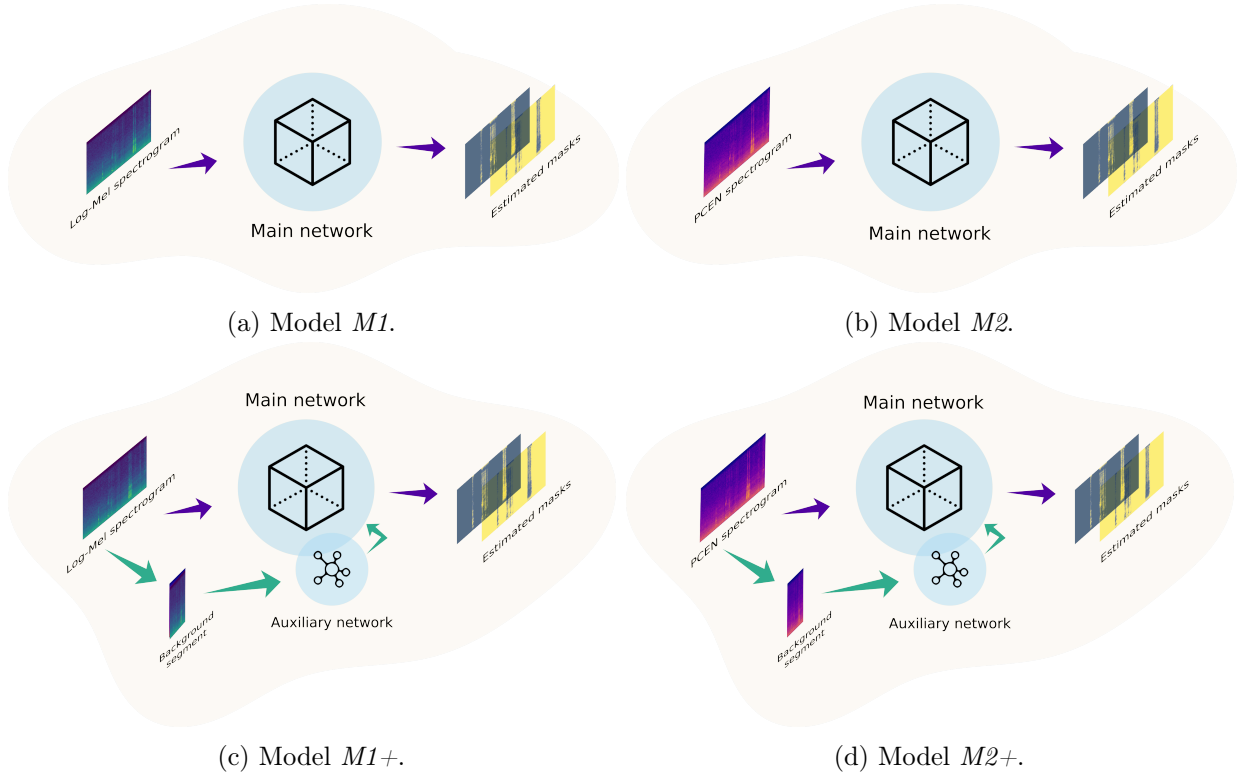 Log-Mel spectrogram
Main network
Estimated masks
PCEN spectrogram
Main network
Estimated masks
(a) Model M1.
(b) Model M2.
Main network
Log-Mel spectrogram
Estimated masks
Background
segment
Auxiliary network
Main network
PCEN spectrogram
Estimated masks
Background
segment
Auxiliary network
(c) Model M1+.
(d) Model M2+.